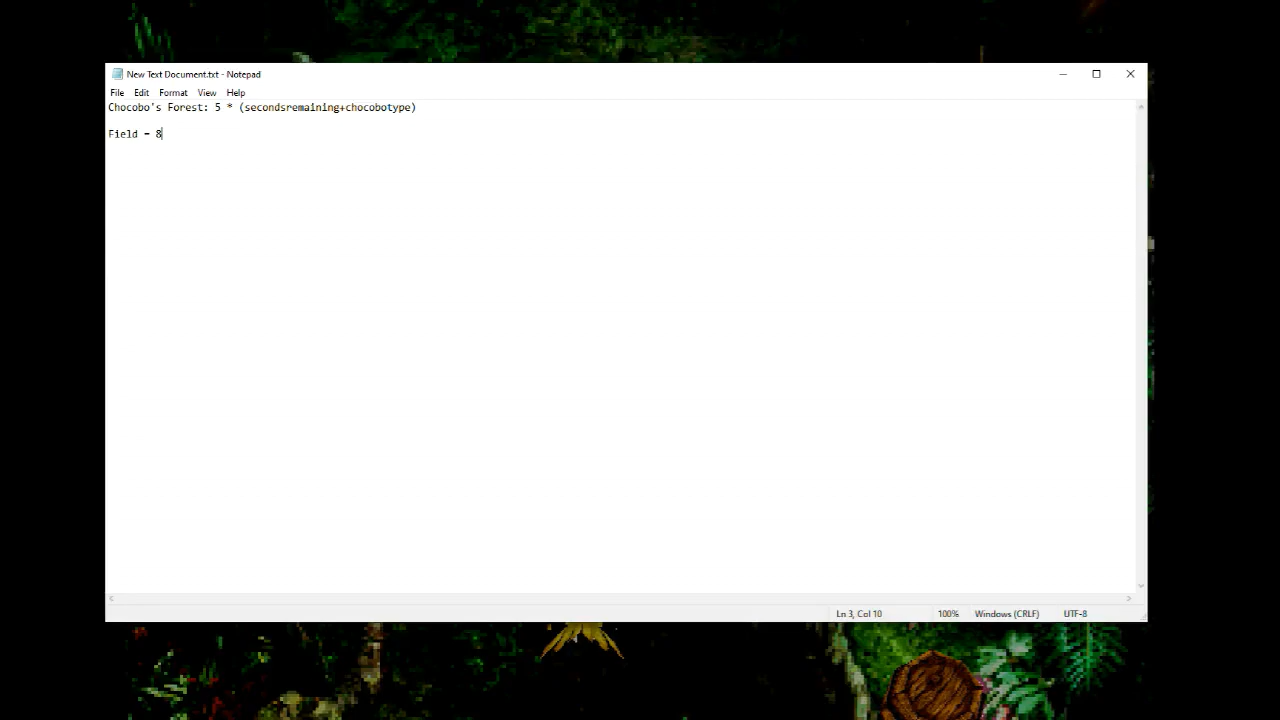 New Text Document.txt - Notepad
File Edit Format View Help
Chocobo's Forest: 5 * (secondsremaining+chocobotype)
Field = 8
Ln 3, Col 10 100% Windows (CRLF) UTF-8